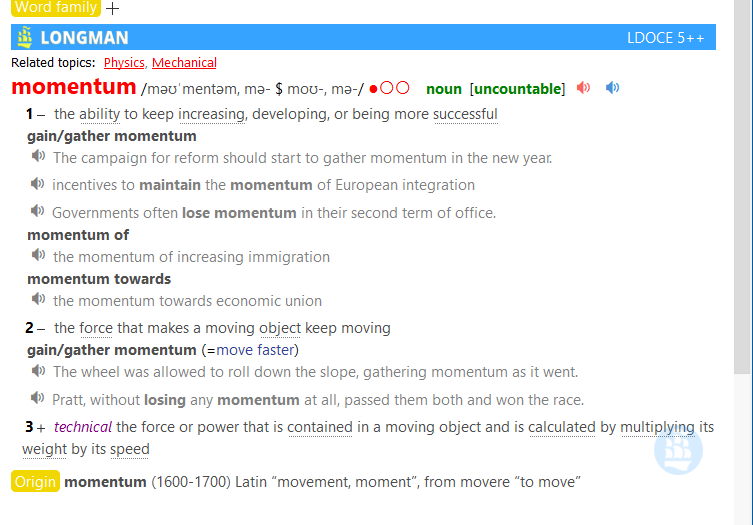 Word family
LONGMAN LDOCE 5++
Related topics: Physics, Mechanical
momentum /məʊˈmentəm, mə- $ moʊ-, mə-/ ●○○ noun [uncountable]
1 – the ability to keep increasing, developing, or being more successful
gain/gather momentum
The campaign for reform should start to gather momentum in the new year.
incentives to maintain the momentum of European integration
Governments often lose momentum in their second term of office.
momentum of
the momentum of increasing immigration
momentum towards
the momentum towards economic union
2 – the force that makes a moving object keep moving
gain/gather momentum (=move faster)
The wheel was allowed to roll down the slope, gathering momentum as it went.
Pratt, without losing any momentum at all, passed them both and won the race.
3 + technical the force or power that is contained in a moving object and is calculated by multiplying its
weight by its speed
Origin momentum (1600-1700) Latin “movement, moment”, from movere “to move”